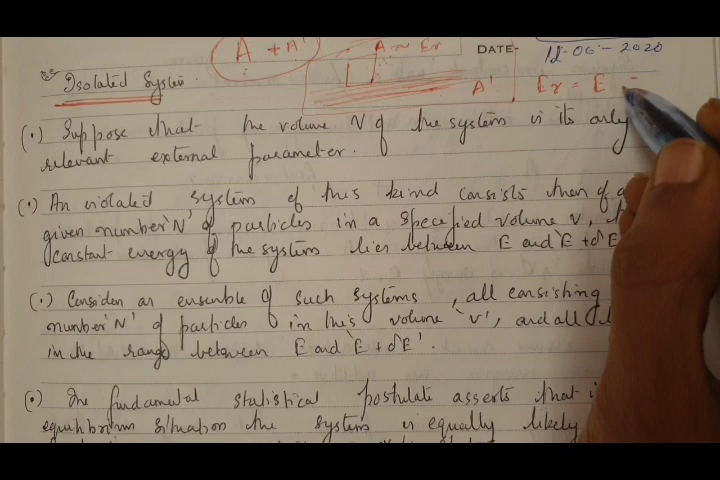 A + A'
A ~ Er
DATE- 18-06-2020
Isolated System.
A' Er = E -
(.) Suppose that the volume V of the system is its only
relevant external parameter.
(.) An isolated system of this kind consists then of a
given number 'N' of particles in a specified volume v,
constant energy of the system lies between E and E + δE
(.) Consider an ensemble of such systems, all consisting
number 'N' of particles in this volume 'v', and all
in the range between E and E + δE'.
(.) The fundamental statistical postulate asserts that i
equilibrium situation the system is equally likely